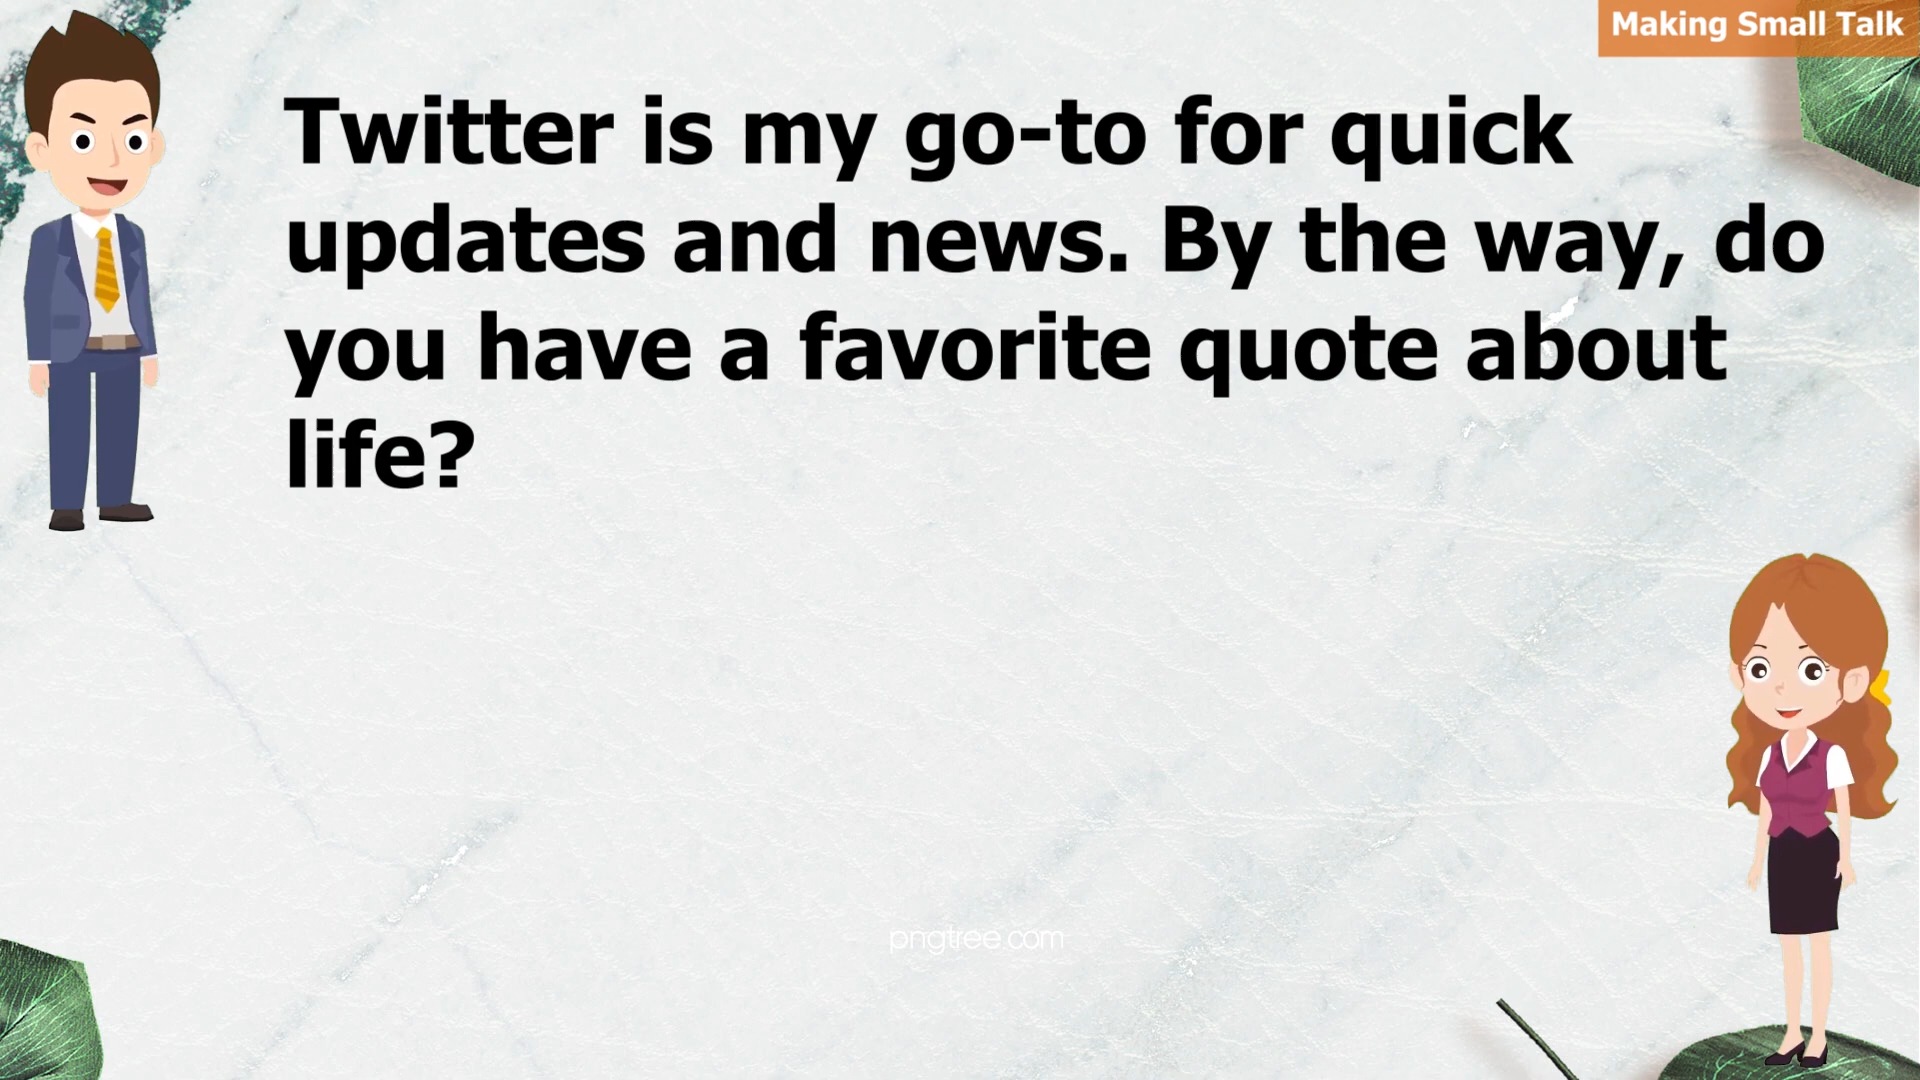 Making Small Talk
Twitter is my go-to for quick
updates and news. By the way, do
you have a favorite quote about
life?
pngtree.com